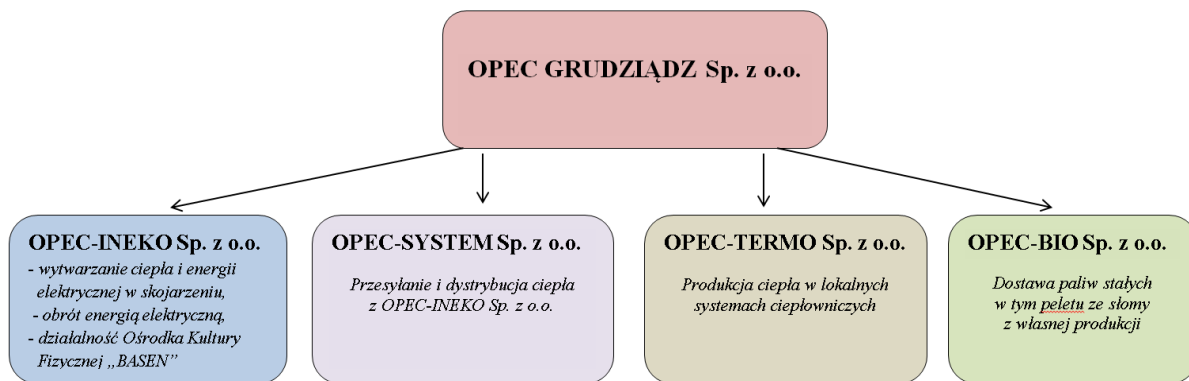 OPEC GRUDZIĄDZ Sp. z o.o.
OPEC-INEKO Sp. z o.o.
- wytwarzanie ciepła i energii
elektrycznej w skojarzeniu,
- obrót energią elektryczną,
- działalność Ośrodka Kultury
Fizycznej „BASEN”
OPEC-SYSTEM Sp. z o.o.
Przesyłanie i dystrybucja ciepła
z OPEC-INEKO Sp. z o.o.
OPEC-TERMO Sp. z o.o.
Produkcja ciepła w lokalnych
systemach ciepłowniczych
OPEC-BIO Sp. z o.o.
Dostawa paliw stałych
w tym peletu ze słomy
z własnej produkcji